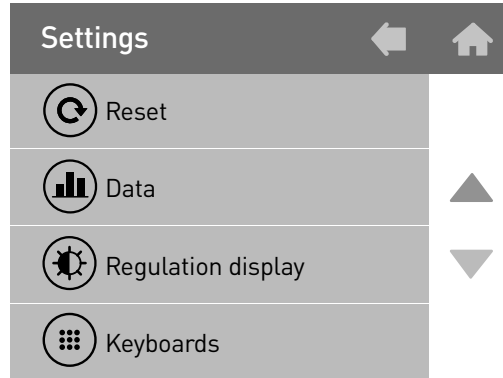 Settings
Reset
Data
Regulation display
Keyboards